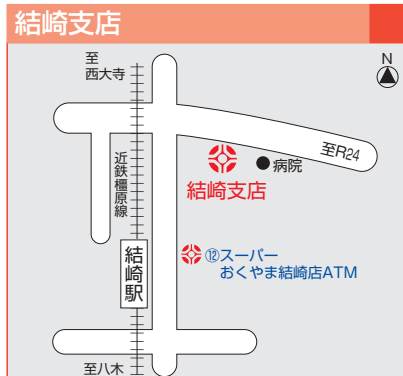 結崎支店
至
西大寺
N
至R24
病院
結崎支店
近鉄橿原線
⑫スーパー
おくやま結崎店ATM
結崎駅
至八木